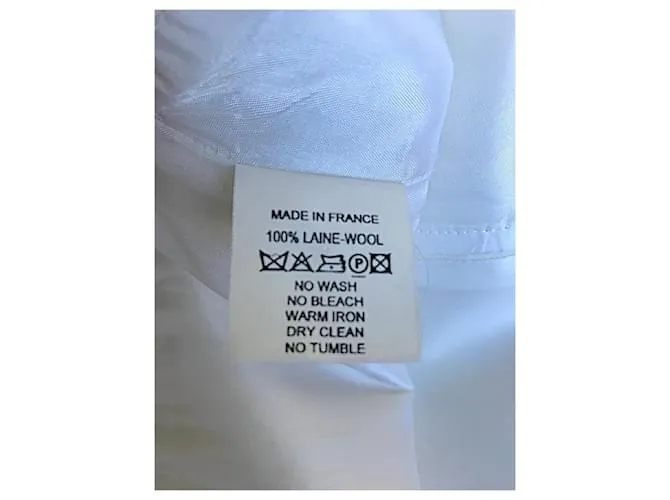 MADE IN FRANCE
100% LAINE-WOOL
P
NO WASH
NO BLEACH
WARM IRON
DRY CLEAN
NO TUMBLE